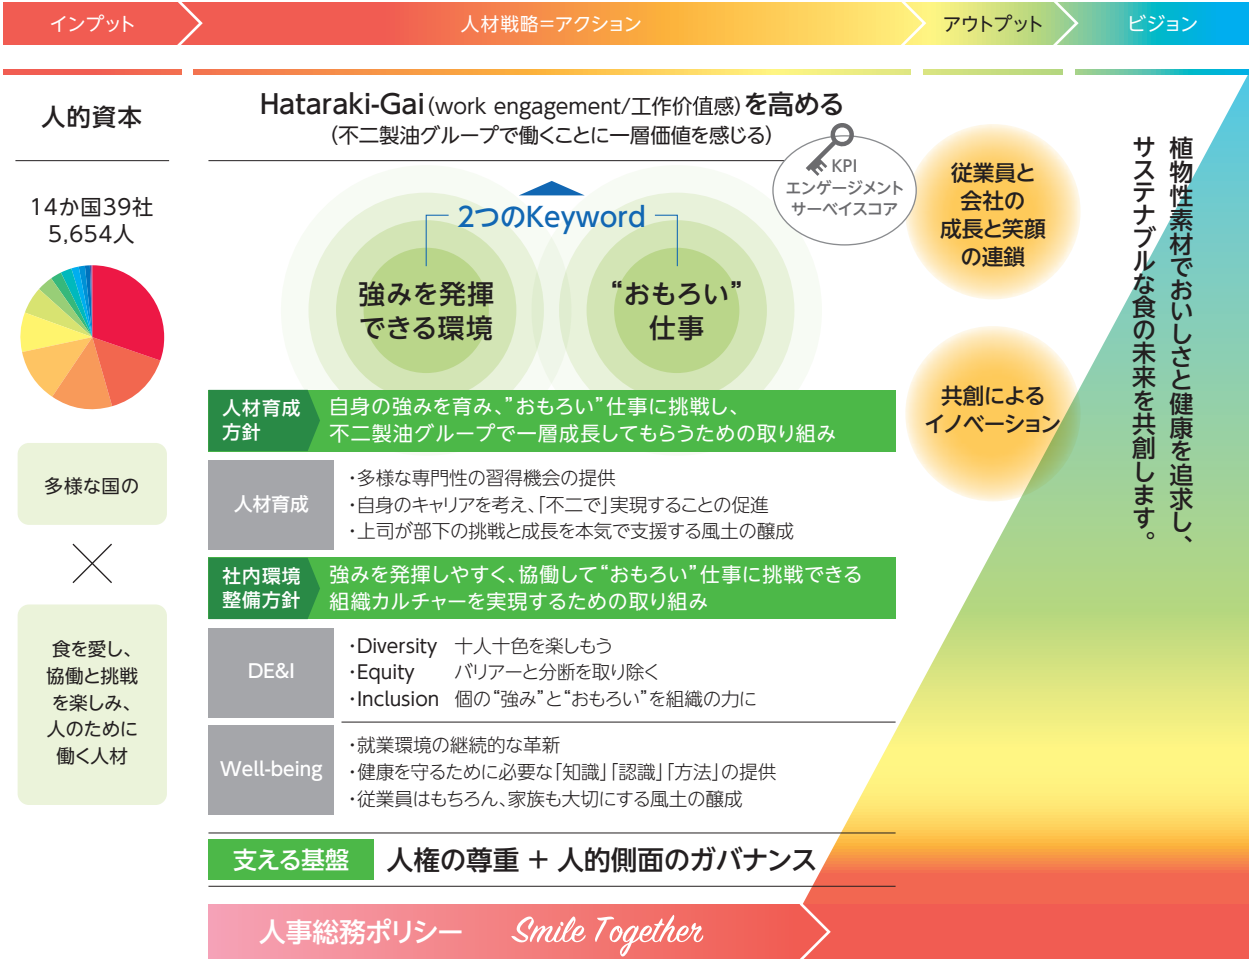 インプット
人材戦略=アクション
アウトプット
ビジョン
人的資本
14か国39社
5,654人
多様な国の
食を愛し、
協働と挑戦
を楽しみ、
人のために
働く人材
Hataraki-Gai(work engagement/工作价值感)を高める
(不二製油グループで働くことに一層価値を感じる)
KPI
エンゲージメント
サーベイスコア
2つのKeyword
強みを発揮
できる環境
“おもろい”
仕事
人材育成
方針
自身の強みを育み、”おもろい”仕事に挑戦し、
不二製油グループで一層成長してもらうための取り組み
人材育成
・多様な専門性の習得機会の提供
・自身のキャリアを考え、「不二で」実現することの促進
・上司が部下の挑戦と成長を本気で支援する風土の醸成
社内環境
整備方針
強みを発揮しやすく、協働して“おもろい”仕事に挑戦できる
組織カルチャーを実現するための取り組み
DE&I
・Diversity 十人十色を楽しもう
・Equity バリアーと分断を取り除く
・Inclusion 個の“強み”と“おもろい”を組織の力に
Well-being
・就業環境の継続的な革新
・健康を守るために必要な「知識」「認識」「方法」の提供
・従業員はもちろん、家族も大切にする風土の醸成
支える基盤
人権の尊重 + 人的側面のガバナンス
人事総務ポリシー Smile Together
従業員と
会社の
成長と笑顔
の連鎖
共創による
イノベーション
植物性素材でおいしさと健康を追求し、
サステナブルな食の未来を共創します。